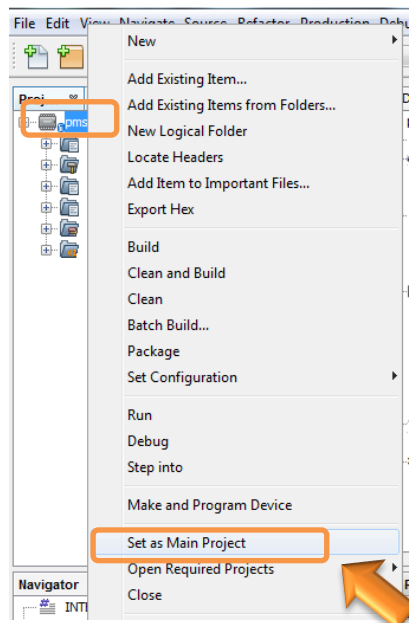 File Edit View Navigate Source Refactor Production Debu
New
Proj
Add Existing Item...
Add Existing Items from Folders...
pms
New Logical Folder
Locate Headers
Add Item to Important Files...
Export Hex
Build
Clean and Build
Clean
Batch Build...
Package
Set Configuration
Run
Debug
Step into
Make and Program Device
Set as Main Project
Open Required Projects
Close
Navigator
INTE